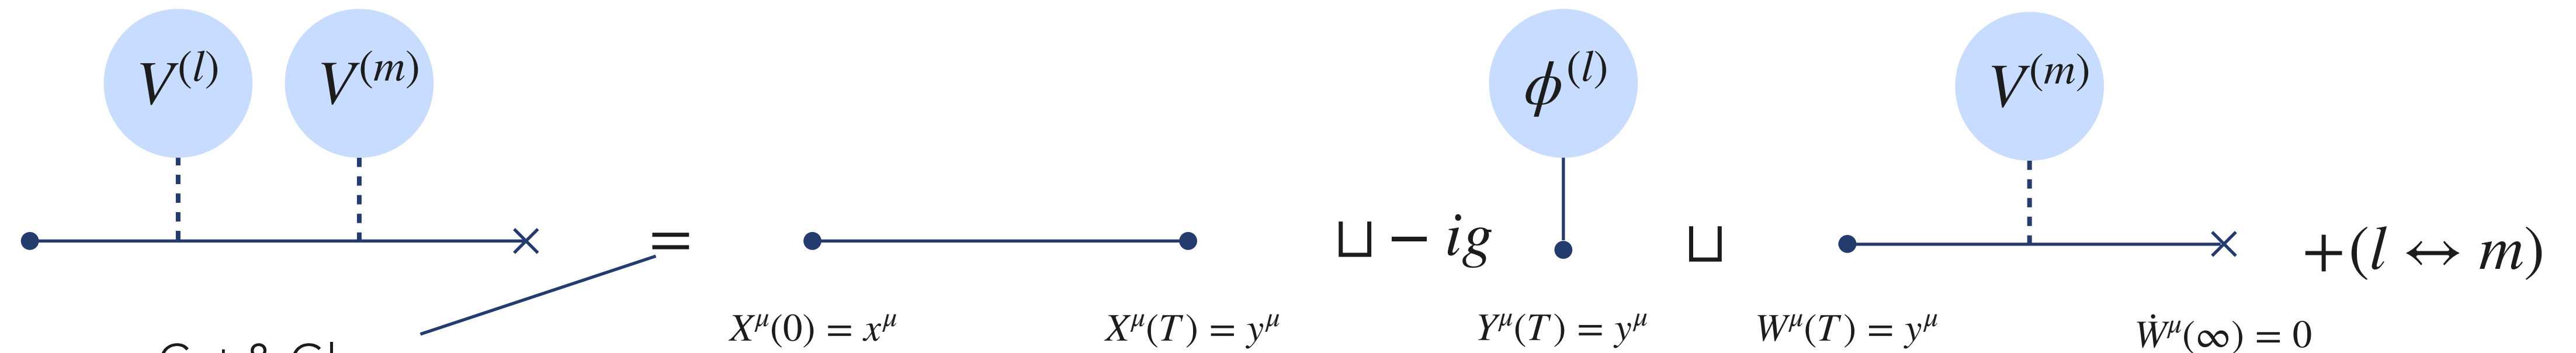 V^{(l)} V^{(m)} ϕ^{(l)} V^{(m)}
= ⊔ − ig ⊔ +(l ↔ m)
X^μ(0) = x^μ X^μ(T) = y^μ Y^μ(T) = y^μ W^μ(T) = y^μ Ẇ^μ(∞) = 0